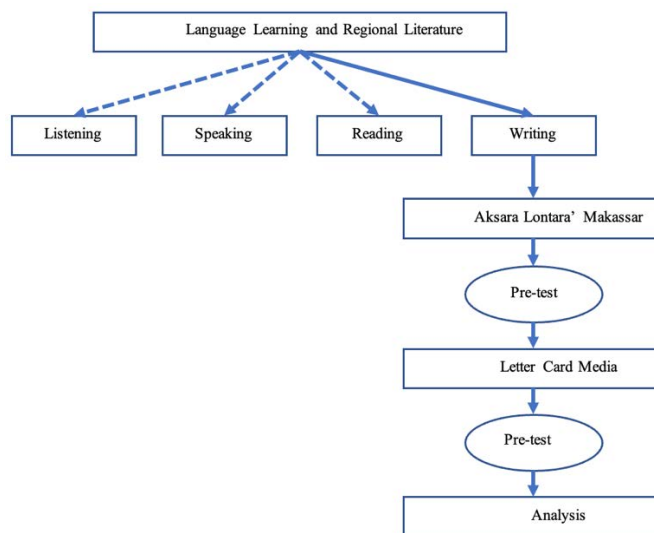 Language Learning and Regional Literature
Listening
Speaking
Reading
Writing
Aksara Lontara’ Makassar
Pre-test
Letter Card Media
Pre-test
Analysis